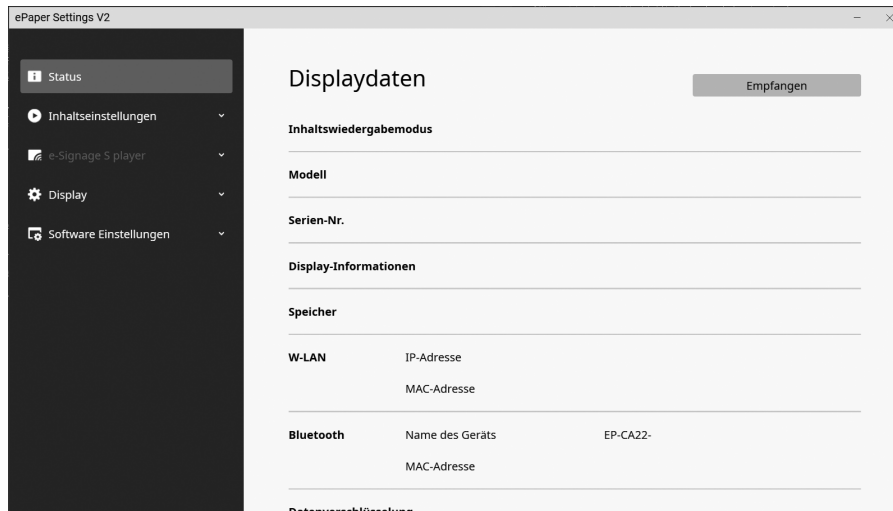 ePaper Settings V2
Status
Inhaltseinstellungen
e-Signage S player
Display
Software Einstellungen
Displaydaten
Empfangen
Inhaltswiedergabemodus
Modell
Serien-Nr.
Display-Informationen
Speicher
W-LAN IP-Adresse
MAC-Adresse
Bluetooth Name des Geräts EP-CA22-
MAC-Adresse
Datenverschlüsselung